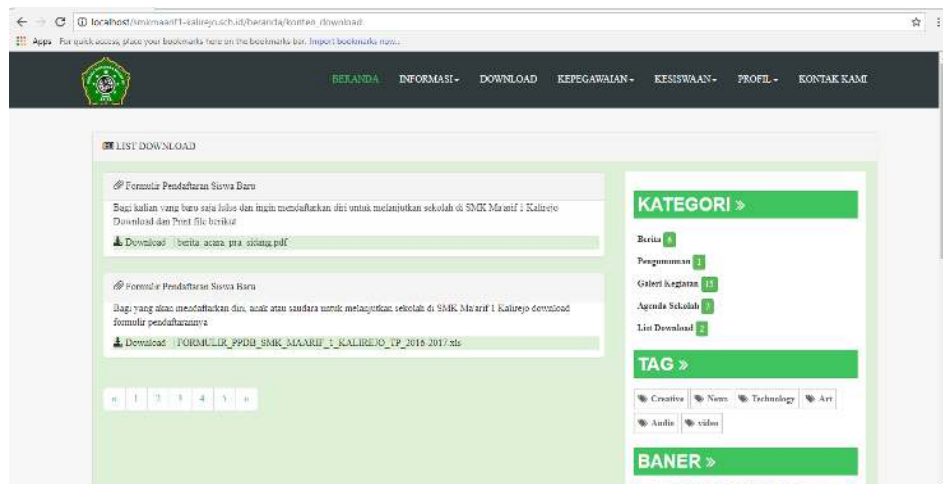 localhost/smkmaarif1-kalirejo.sch.id/beranda/konten_download
Apps For quick access, place your bookmarks here on the bookmarks bar. Import bookmarks now...
BERANDA INFORMASI DOWNLOAD KEPEGAWAIAN KESISWAAN PROFIL KONTAK KAMI
LIST DOWNLOAD
Formulir Pendaftaran Siswa Baru
Bagi kalian yang baru saja lulus dan ingin mendaftarkan diri untuk melanjutkan sekolah di SMK Ma'arif 1 Kalirejo
Download dan Print file berikut
Download | berita_acara_pra_sidang.pdf
Formulir Pendaftaran Siswa Baru
Bagi yang akan mendaftarkan diri, anak atau saudara untuk melanjutkan sekolah di SMK Ma'arif 1 Kalirejo download
formulir pendaftarannya
Download | FORMULIR_PPDB_SMK_MAARIF_1_KALIREJO_TP_2016-2017.xls
« 1 2 3 4 5 »
KATEGORI »
Berita 6
Pengumuman 1
Galeri Kegiatan 15
Agenda Sekolah 7
List Download 2
TAG »
Creative News Technology Art
Audio video
BANER »